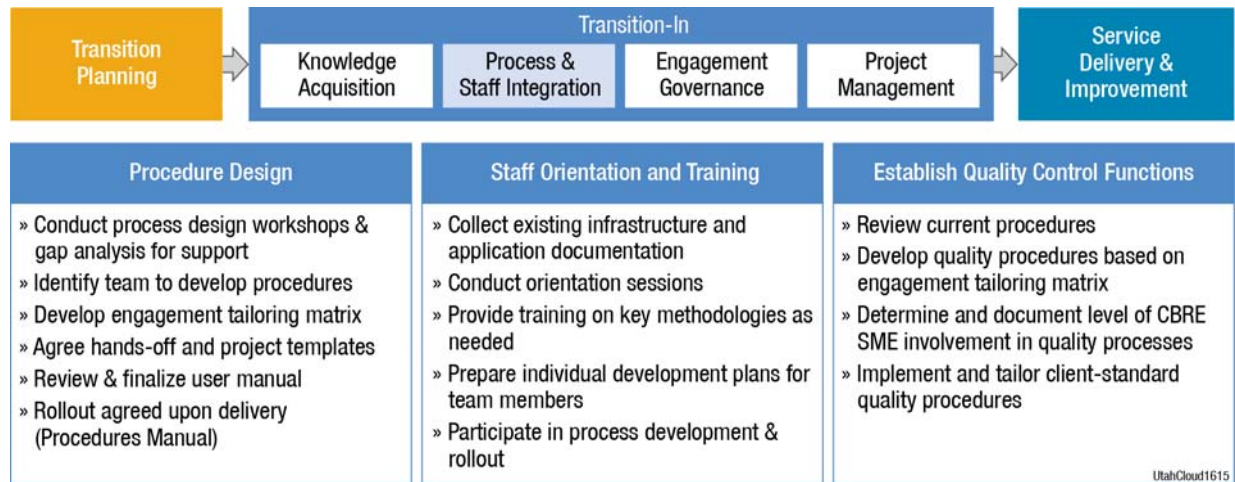 Transition
Planning
Transition-In
Knowledge
Acquisition
Process &
Staff Integration
Engagement
Governance
Project
Management
Service
Delivery &
Improvement
Procedure Design
» Conduct process design workshops &
gap analysis for support
» Identify team to develop procedures
» Develop engagement tailoring matrix
» Agree hands-off and project templates
» Review & finalize user manual
» Rollout agreed upon delivery
(Procedures Manual)
Staff Orientation and Training
» Collect existing infrastructure and
application documentation
» Conduct orientation sessions
» Provide training on key methodologies as
needed
» Prepare individual development plans for
team members
» Participate in process development &
rollout
Establish Quality Control Functions
» Review current procedures
» Develop quality procedures based on
engagement tailoring matrix
» Determine and document level of CBRE
SME involvement in quality processes
» Implement and tailor client-standard
quality procedures
UtahCloud1615